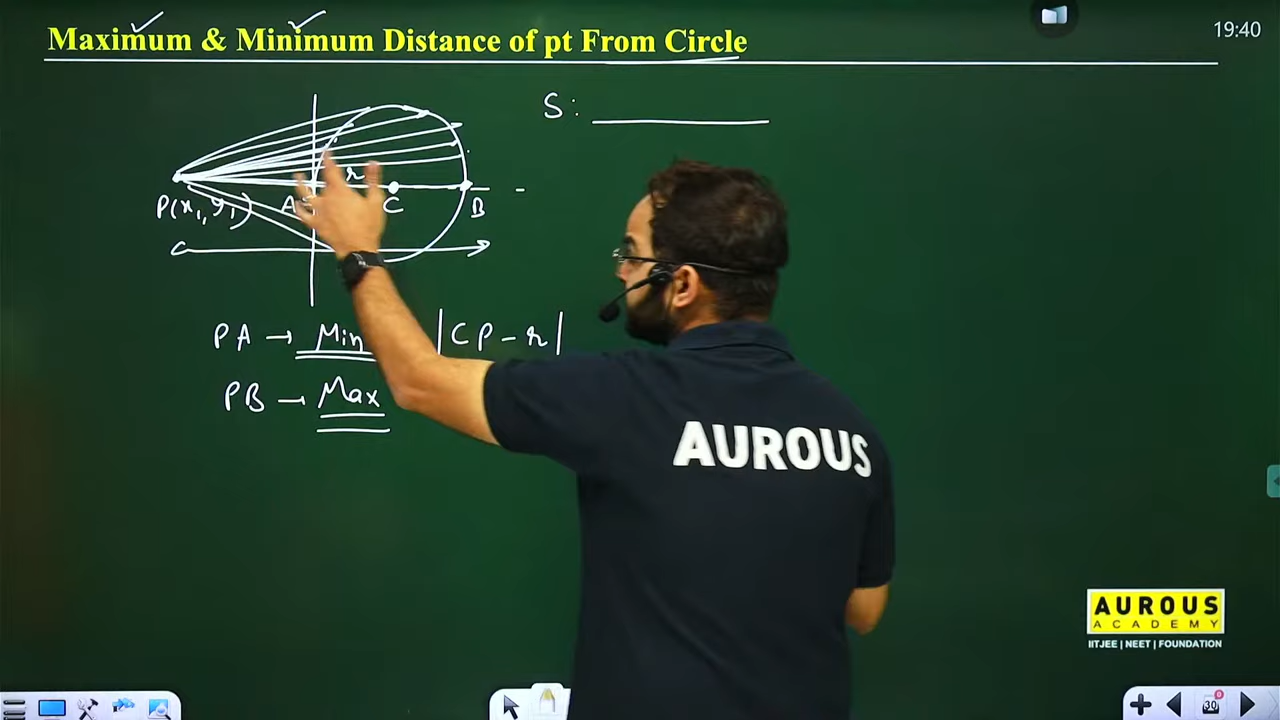 Maximum & Minimum Distance of pt From Circle
19:40
S:
r
P(x₁,y₁) A C B
PA → Min |CP-r|
PB → Max
AUROUS
AUROUS
ACADEMY
IITJEE | NEET | FOUNDATION
30